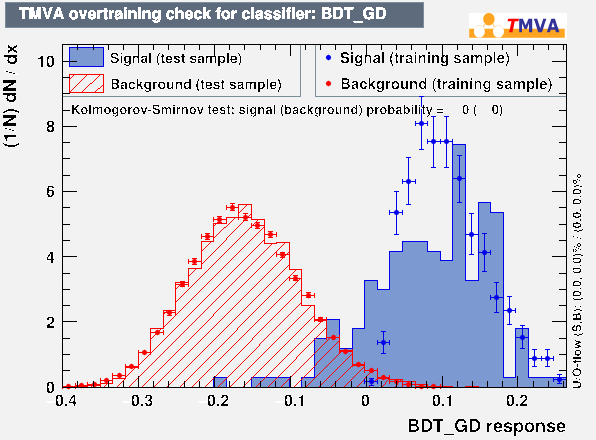 TMVA overtraining check for classifier: BDT_GD
TMVA
Signal (test sample)
Signal (training sample)
Background (test sample)
Background (training sample)
Kolmogorov-Smirnov test: signal (background) probability = 0 ( 0)
(1/N) dN / dx
10
8
6
4
2
0
-0.4 -0.3 -0.2 -0.1 0 0.1 0.2
BDT_GD response
U/O-flow (S,B): (0.0, 0.0)% / (0.0, 0.0)%